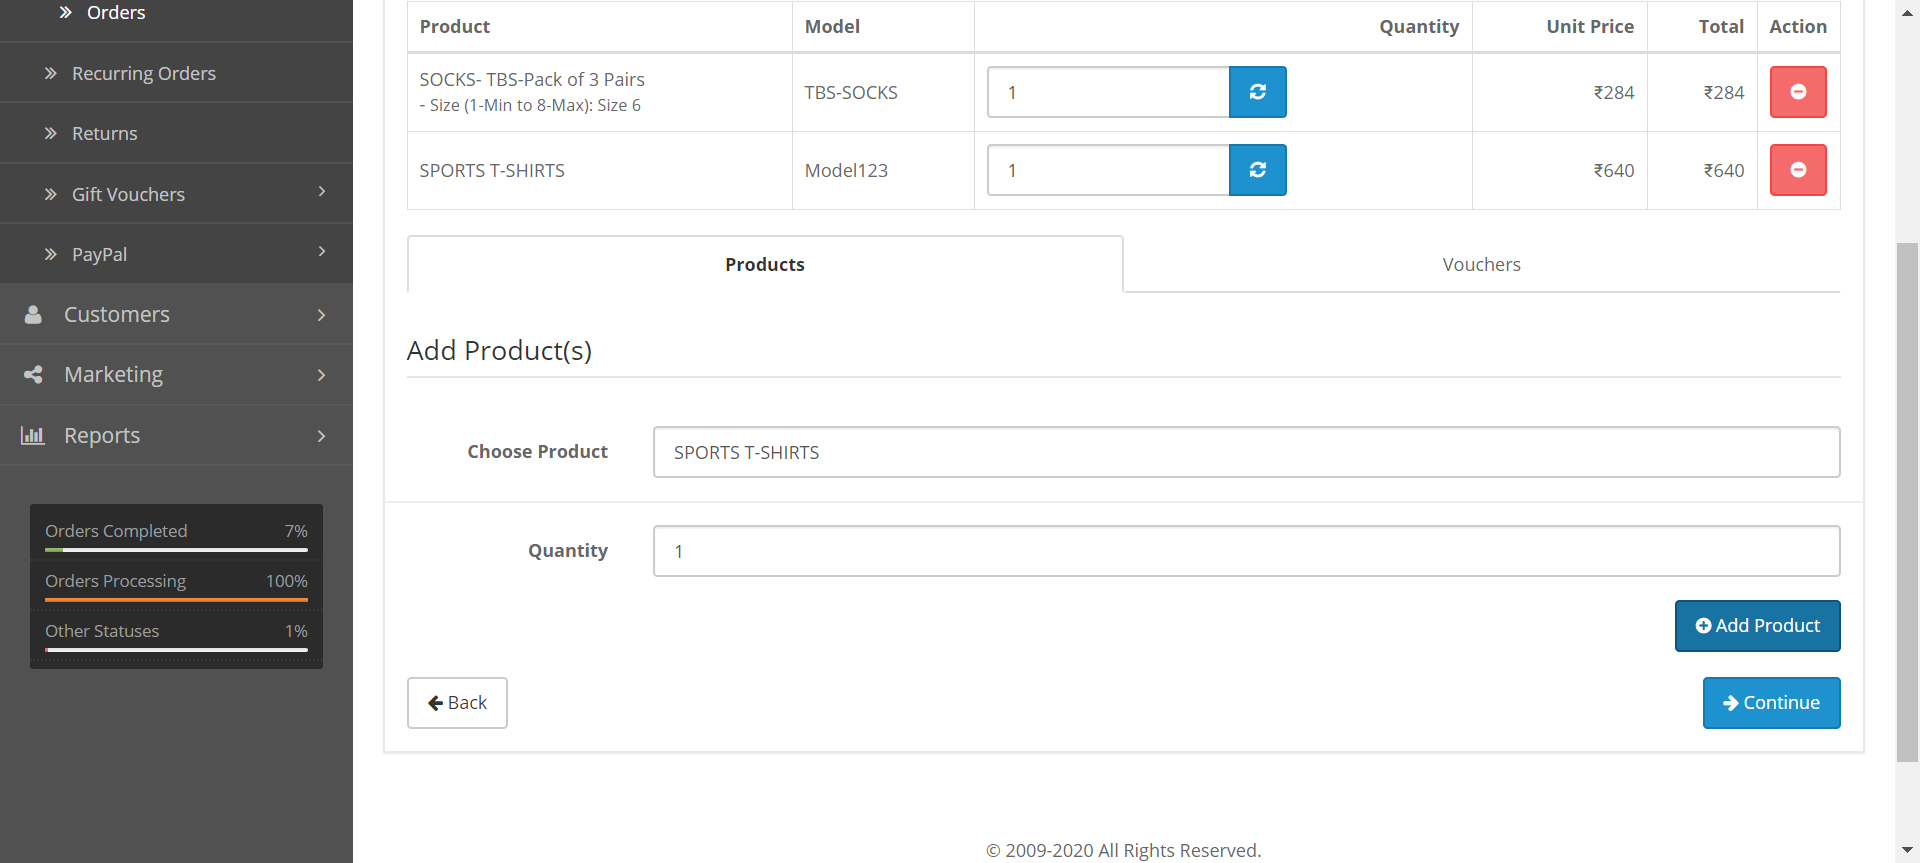 Orders
Recurring Orders
Returns
Gift Vouchers
PayPal
Customers
Marketing
Reports
Orders Completed 7%
Orders Processing 100%
Other Statuses 1%
Product Model Quantity Unit Price Total Action
SOCKS- TBS-Pack of 3 Pairs
- Size (1-Min to 8-Max): Size 6
TBS-SOCKS 1 ₹284 ₹284
SPORTS T-SHIRTS Model123 1 ₹640 ₹640
Products Vouchers
Add Product(s)
Choose Product SPORTS T-SHIRTS
Quantity 1
Add Product
Back Continue
© 2009-2020 All Rights Reserved.